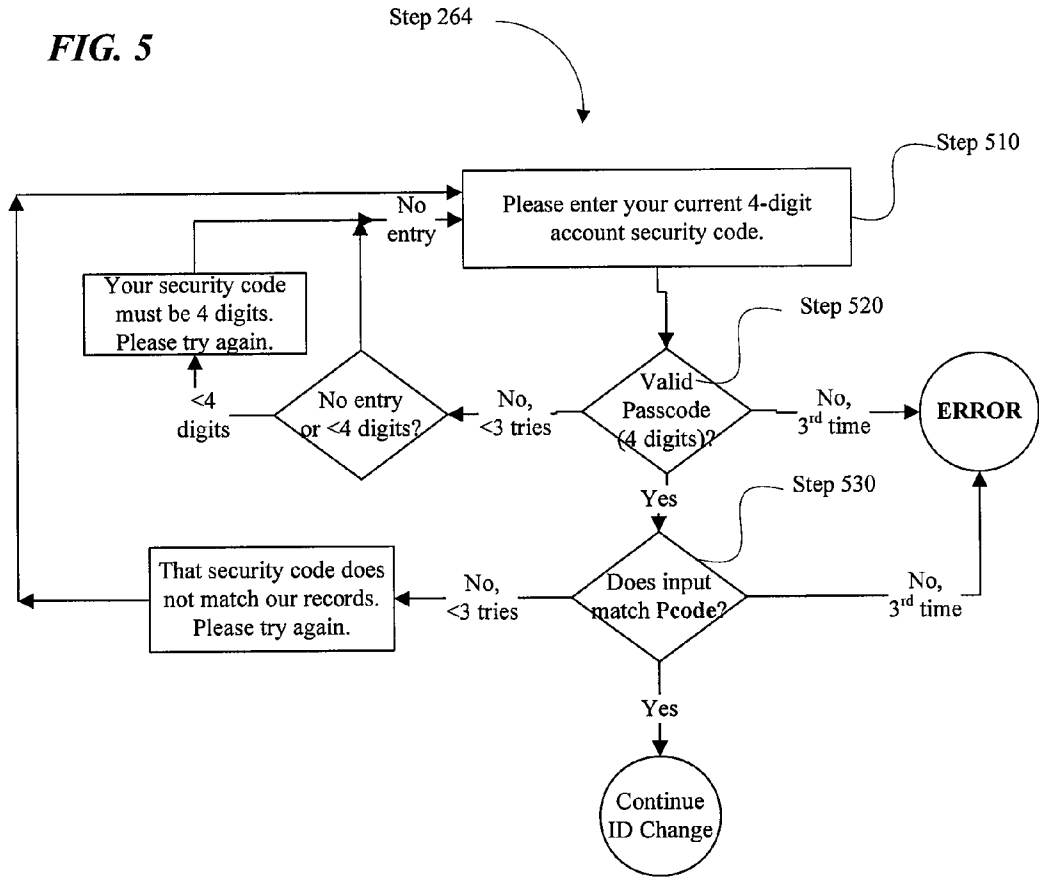 Step 264
FIG. 5
Step 510
Please enter your current 4-digit
account security code.
No
entry
Your security code
must be 4 digits.
Please try again.
Step 520
<4
digits
No entry
or <4 digits?
No,
<3 tries
Valid
Passcode
(4 digits)?
No,
3rd time
ERROR
Yes
Step 530
That security code does
not match our records.
Please try again.
No,
<3 tries
Does input
match Pcode?
No,
3rd time
Yes
Continue
ID Change